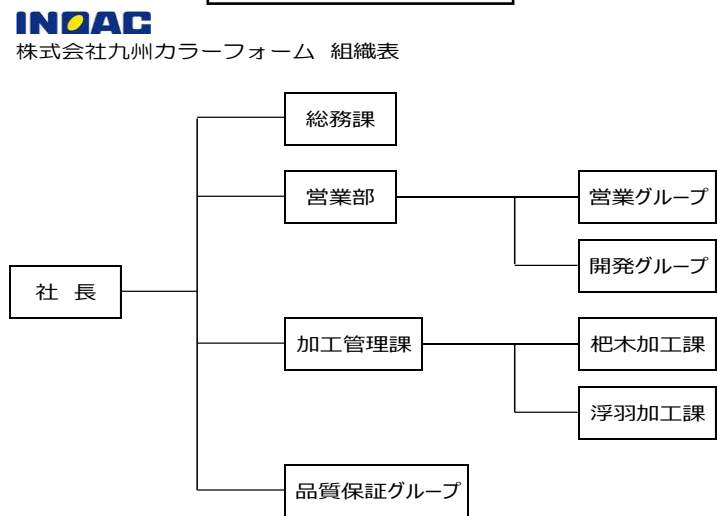 INOAC
株式会社九州カラーフォーム 組織表
総務課
営業部
営業グループ
開発グループ
社 長
加工管理課
杷木加工課
浮羽加工課
品質保証グループ